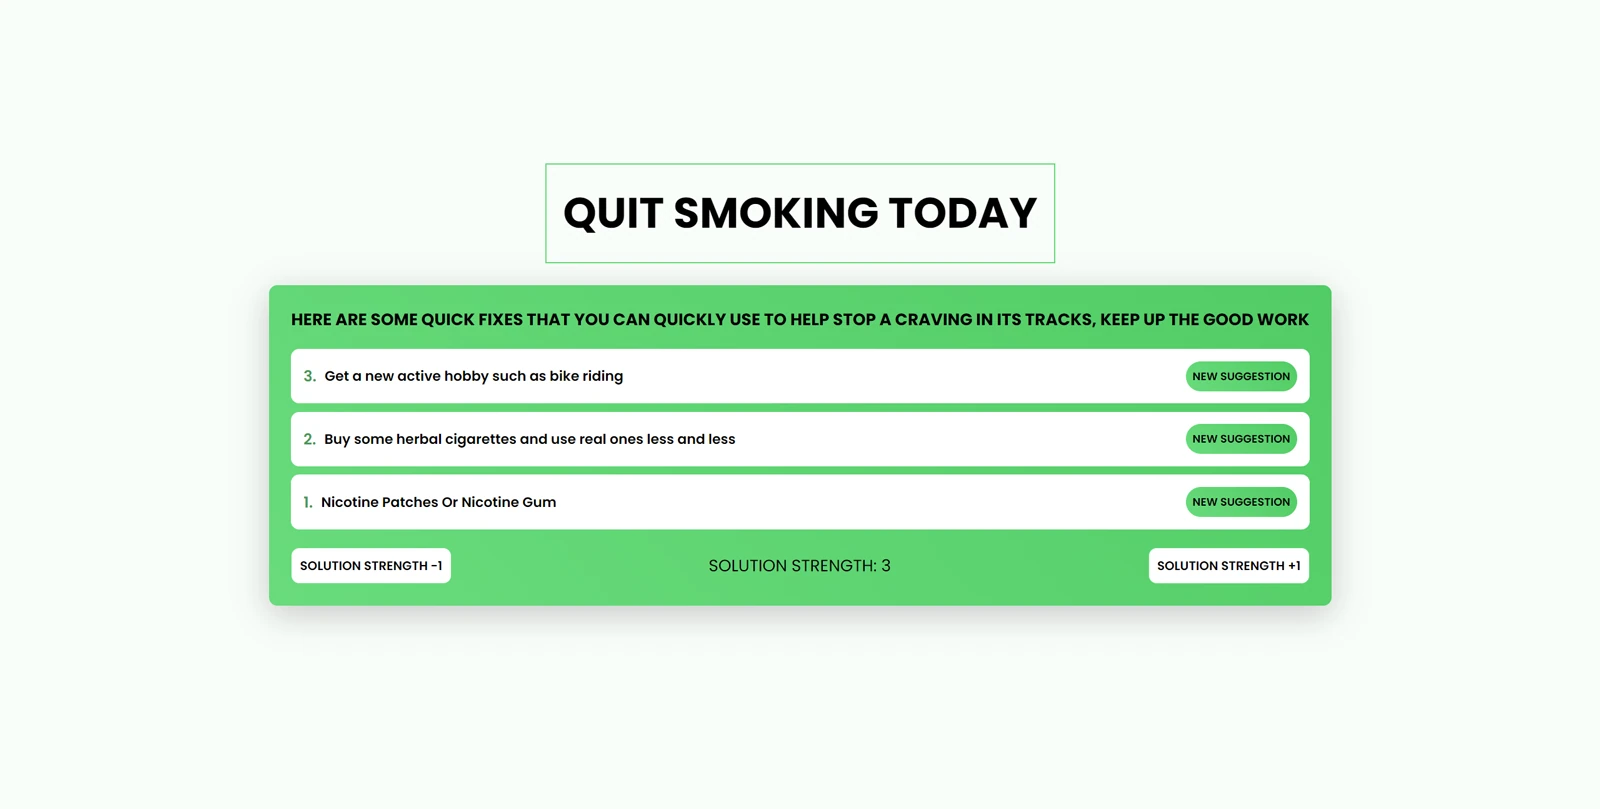 QUIT SMOKING TODAY
HERE ARE SOME QUICK FIXES THAT YOU CAN QUICKLY USE TO HELP STOP A CRAVING IN ITS TRACKS, KEEP UP THE GOOD WORK
3. Get a new active hobby such as bike riding NEW SUGGESTION
2. Buy some herbal cigarettes and use real ones less and less NEW SUGGESTION
1. Nicotine Patches Or Nicotine Gum NEW SUGGESTION
SOLUTION STRENGTH -1 SOLUTION STRENGTH: 3 SOLUTION STRENGTH +1